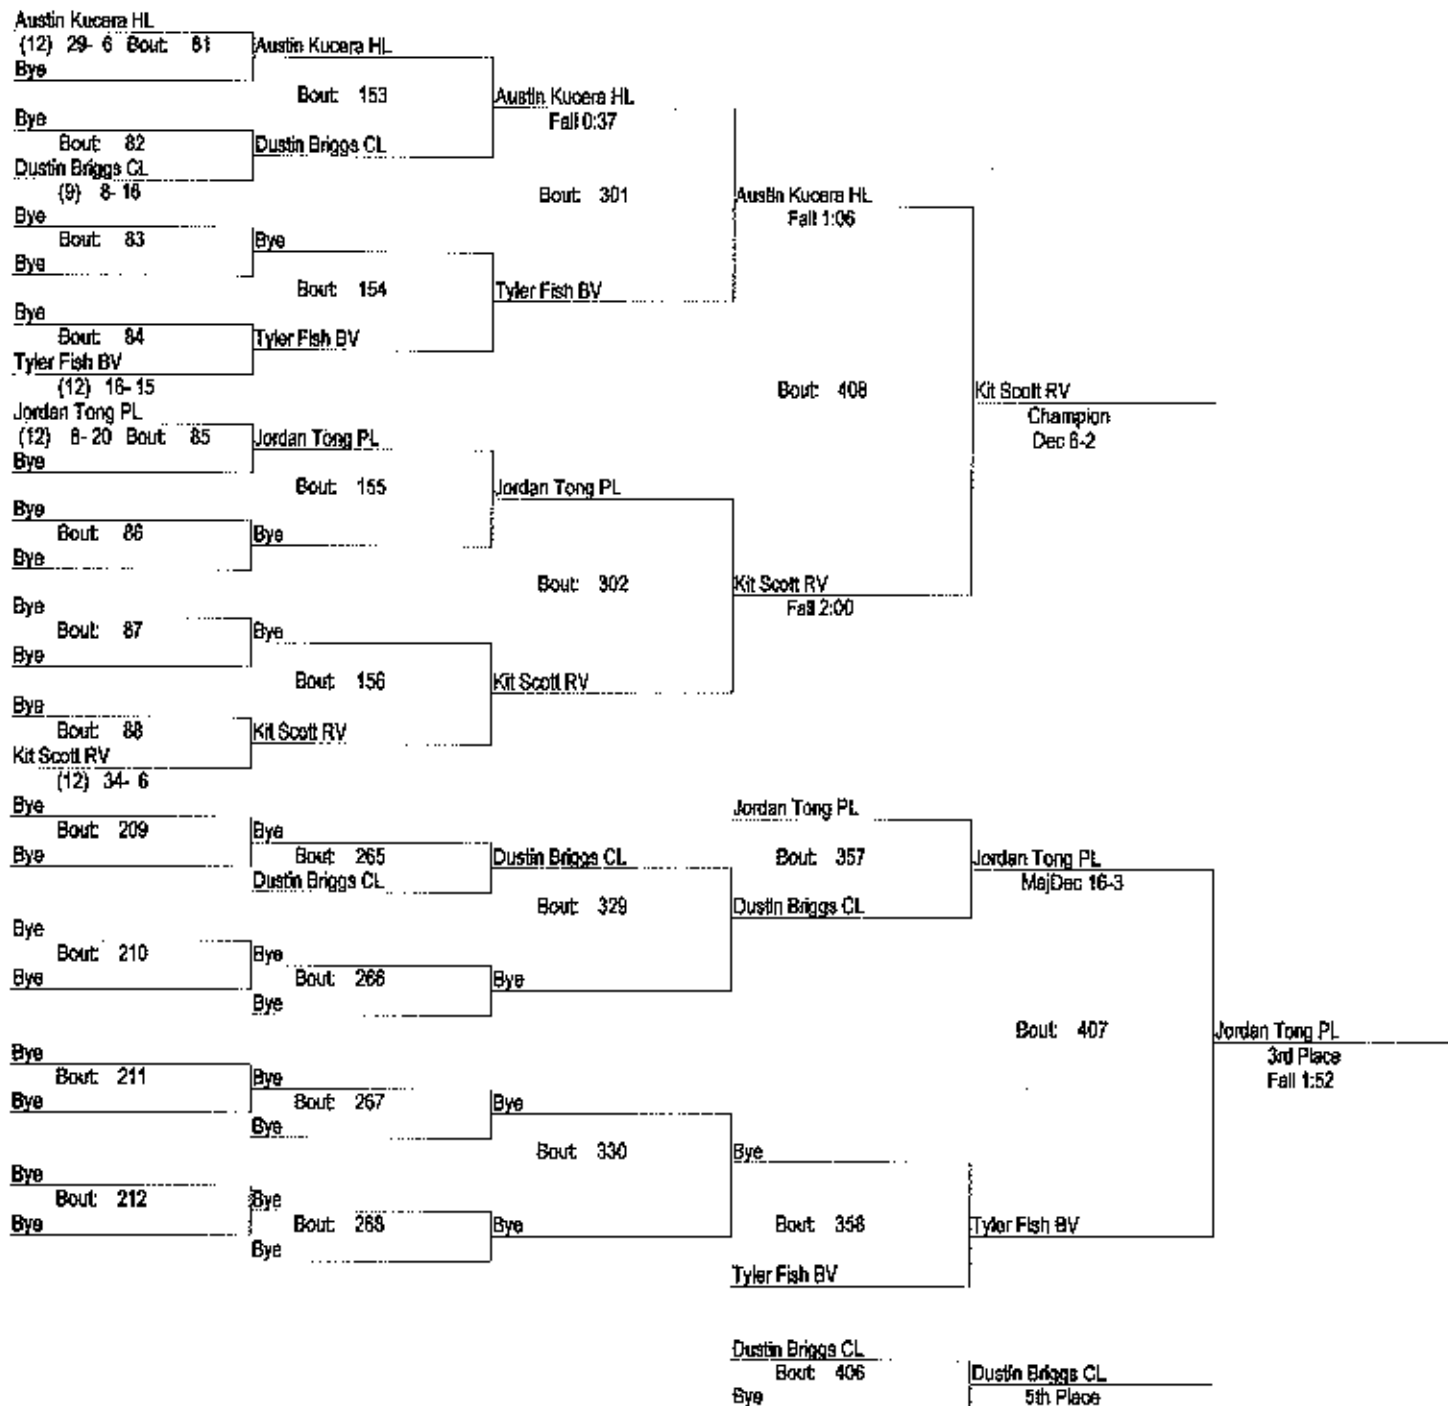 Austin Kucera HL
(12) 29- 6 Bout: 81
Bye
Austin Kucera HL
Bout: 153
Bye
Bout: 82
Dustin Briggs CL
(9) 8- 16
Dustin Briggs CL
Austin Kucera HL
Fall 0:37
Bout: 301
Bye
Bout: 83
Bye
Bye
Bout: 154
Bye
Bout: 84
Tyler Fish BV
(12) 16- 15
Tyler Fish BV
Tyler Fish BV
Austin Kucera HL
Fall 1:06
Bout: 408
Jordan Tong PL
(12) 8- 20 Bout: 85
Bye
Jordan Tong PL
Bout: 155
Bye
Bout: 86
Bye
Bye
Jordan Tong PL
Bout: 302
Bye
Bout: 87
Bye
Bye
Bout: 156
Bye
Bout: 88
Kit Scott RV
(12) 34- 6
Kit Scott RV
Kit Scott RV
Kit Scott RV
Fall 2:00
Kit Scott RV
Champion
Dec 6-2
Bye
Bout: 209
Bye
Bye
Bout: 265
Dustin Briggs CL
Dustin Briggs CL
Bout: 329
Bye
Bout: 210
Bye
Bye
Bout: 266
Bye
Bye
Jordan Tong PL
Bout: 357
Dustin Briggs CL
Jordan Tong PL
MajDec 16-3
Bout: 407
Bye
Bout: 211
Bye
Bye
Bout: 267
Bye
Bye
Bout: 330
Bye
Bout: 212
Bye
Bye
Bout: 268
Bye
Bye
Bye
Bout: 358
Tyler Fish BV
Tyler Fish BV
Jordan Tong PL
3rd Place
Fall 1:52
Dustin Briggs CL
Bout: 406
Bye
Dustin Briggs CL
5th Place